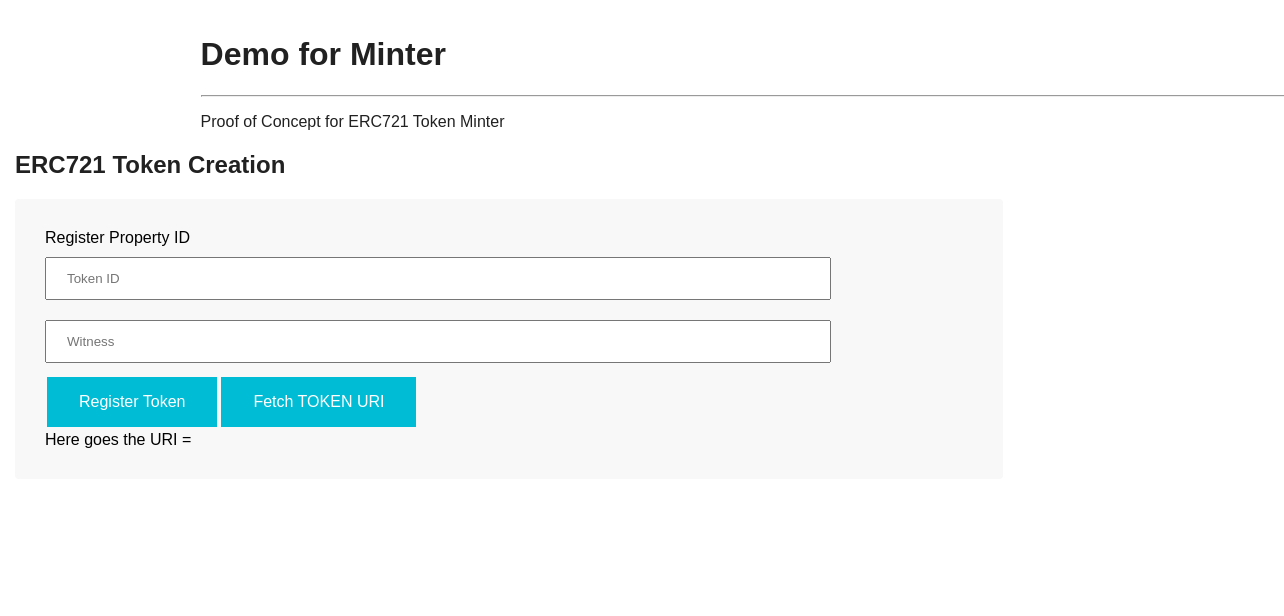 Demo for Minter
Proof of Concept for ERC721 Token Minter
ERC721 Token Creation
Register Property ID
Token ID
Witness
Register Token Fetch TOKEN URI
Here goes the URI =